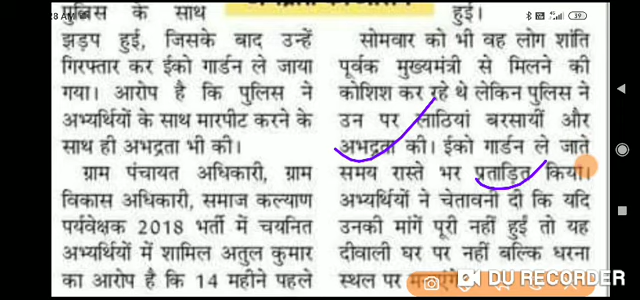 पुलिस के साथ
झड़प हुई, जिसके बाद उन्हें
गिरफ्तार कर ईको गार्डन ले जाया
गया। आरोप है कि पुलिस ने
अभ्यर्थियों के साथ मारपीट करने के
साथ ही अभद्रता भी की।
ग्राम पंचायत अधिकारी, ग्राम
विकास अधिकारी, समाज कल्याण
पर्यवेक्षक 2018 भर्ती में चयनित
अभ्यर्थियों में शामिल अतुल कुमार
का आरोप है कि 14 महीने पहले
हुई।
सोमवार को भी वह लोग शांति
पूर्वक मुख्यमंत्री से मिलने की
कोशिश कर रहे थे लेकिन पुलिस ने
उन पर लाठियां बरसायीं और
अभद्रता की। ईको गार्डन ले जाते
समय रास्ते भर प्रताड़ित किया।
अभ्यर्थियों ने चेतावनी दी कि यदि
उनकी मांगें पूरी नहीं हुईं तो यह
दीवाली घर पर नहीं बल्कि धरना
स्थल पर
DU RECORDER